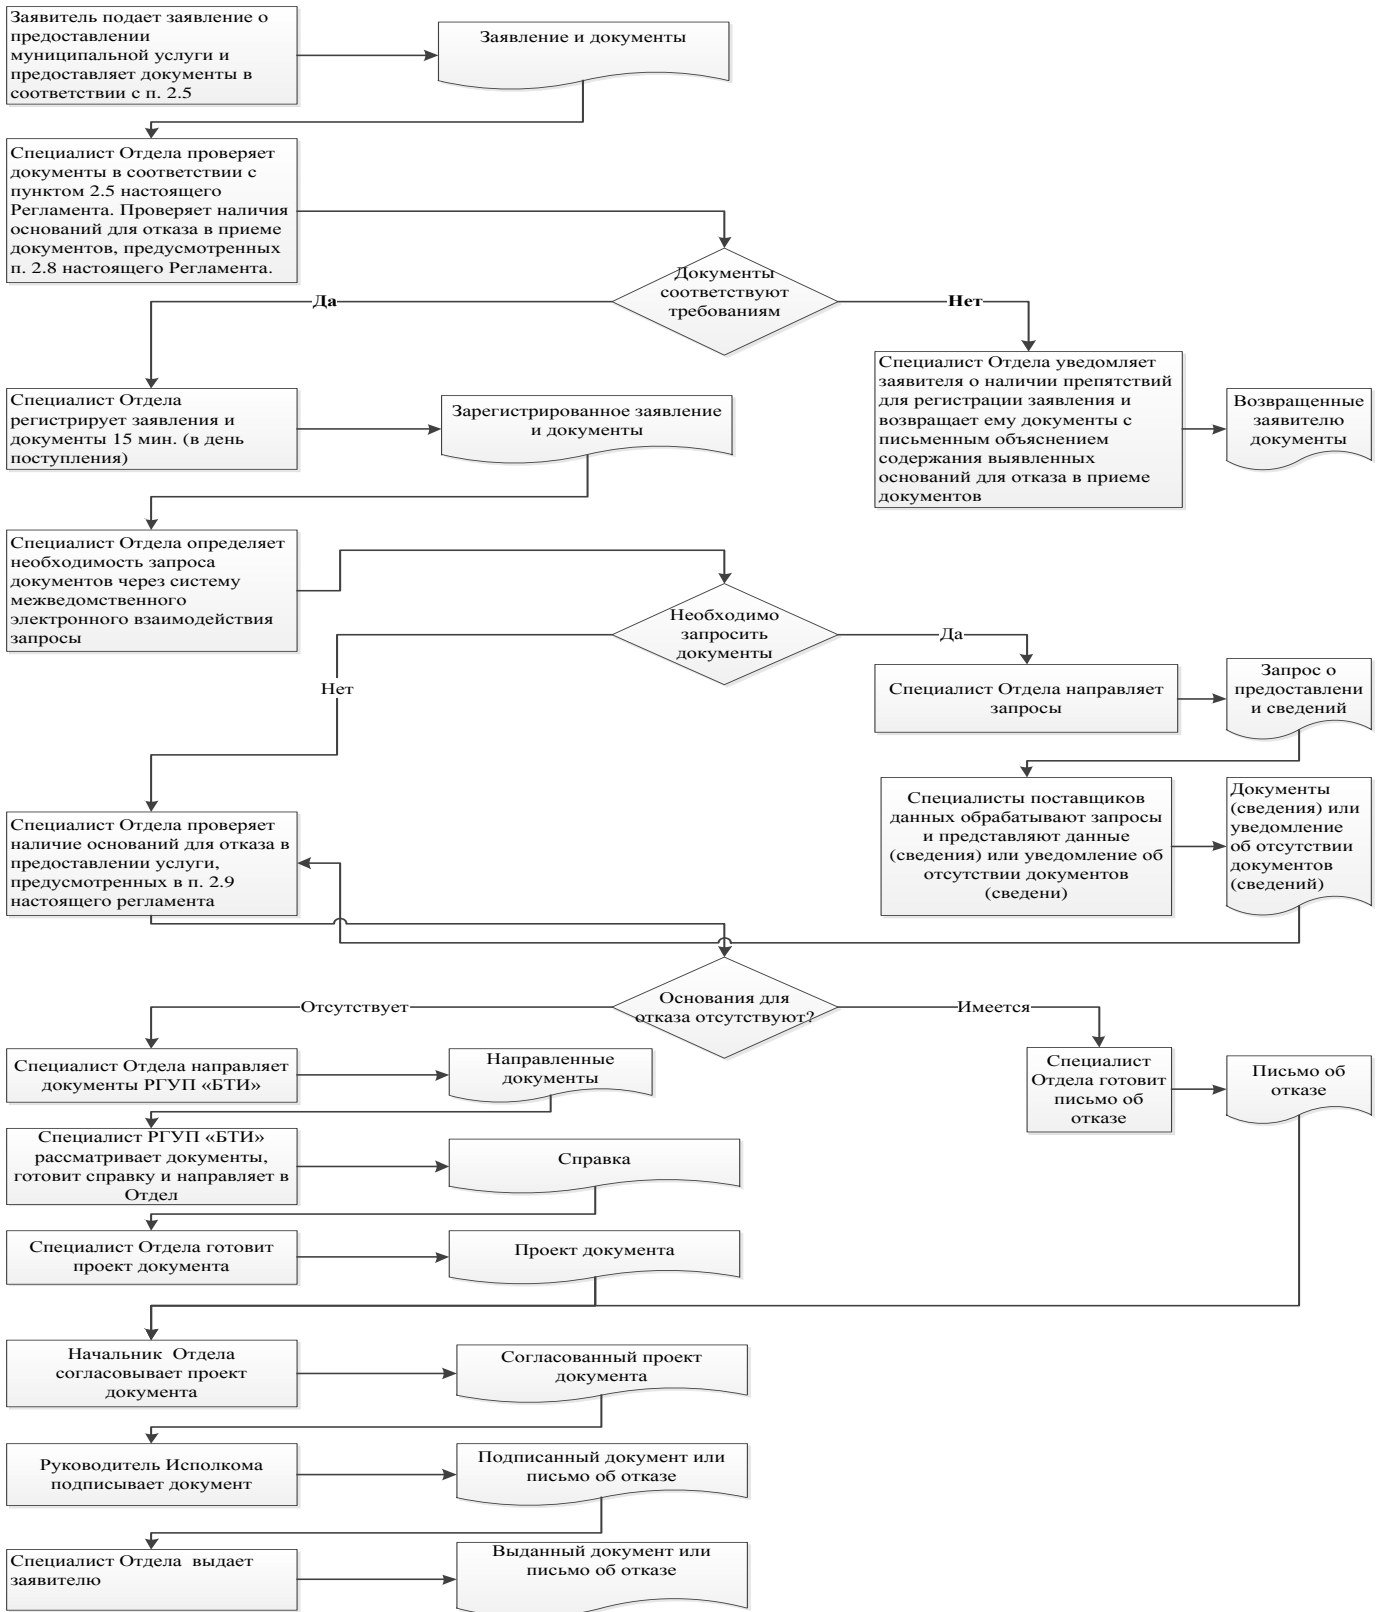 Заявитель подает заявление о
предоставлении
муниципальной услуги и
предоставляет документы в
соответствии с п. 2.5
Заявление и документы
Специалист Отдела проверяет
документы в соответствии с
пунктом 2.5 настоящего
Регламента. Проверяет наличия
оснований для отказа в приеме
документов, предусмотренных
п. 2.8 настоящего Регламента.
Документы
соответствуют
требованиям
Да
Нет
Специалист Отдела
регистрирует заявления и
документы 15 мин. (в день
поступления)
Зарегистрированное заявление
и документы
Специалист Отдела уведомляет
заявителя о наличии препятствий
для регистрации заявления и
возвращает ему документы с
письменным объяснением
содержания выявленных
оснований для отказа в приеме
документов
Возвращенные
заявителю
документы
Специалист Отдела определяет
необходимость запроса
документов через систему
межведомственного
электронного взаимодействия
запросы
Необходимо
запросить
документы
Да
Нет
Специалист Отдела направляет
запросы
Запрос о
предоставлени
и сведений
Специалисты поставщиков
данных обрабатывают запросы
и представляют данные
(сведения) или уведомление об
отсутствии документов
(сведени)
Документы
(сведения) или
уведомление
об отсутствии
документов
(сведений)
Специалист Отдела проверяет
наличие оснований для отказа в
предоставлении услуги,
предусмотренных в п. 2.9
настоящего регламента
Основания для
отказа отсутствуют?
Отсутствует
Имеется
Специалист Отдела направляет
документы РГУП «БТИ»
Направленные
документы
Специалист
Отдела готовит
письмо об
отказе
Письмо об
отказе
Специалист РГУП «БТИ»
рассматривает документы,
готовит справку и направляет в
Отдел
Справка
Специалист Отдела готовит
проект документа
Проект документа
Начальник  Отдела
согласовывает проект
документа
Согласованный проект
документа
Руководитель Исполкома
подписывает документ
Подписанный документ или
письмо об отказе
Специалист Отдела  выдает
заявителю
Выданный документ или
письмо об отказе